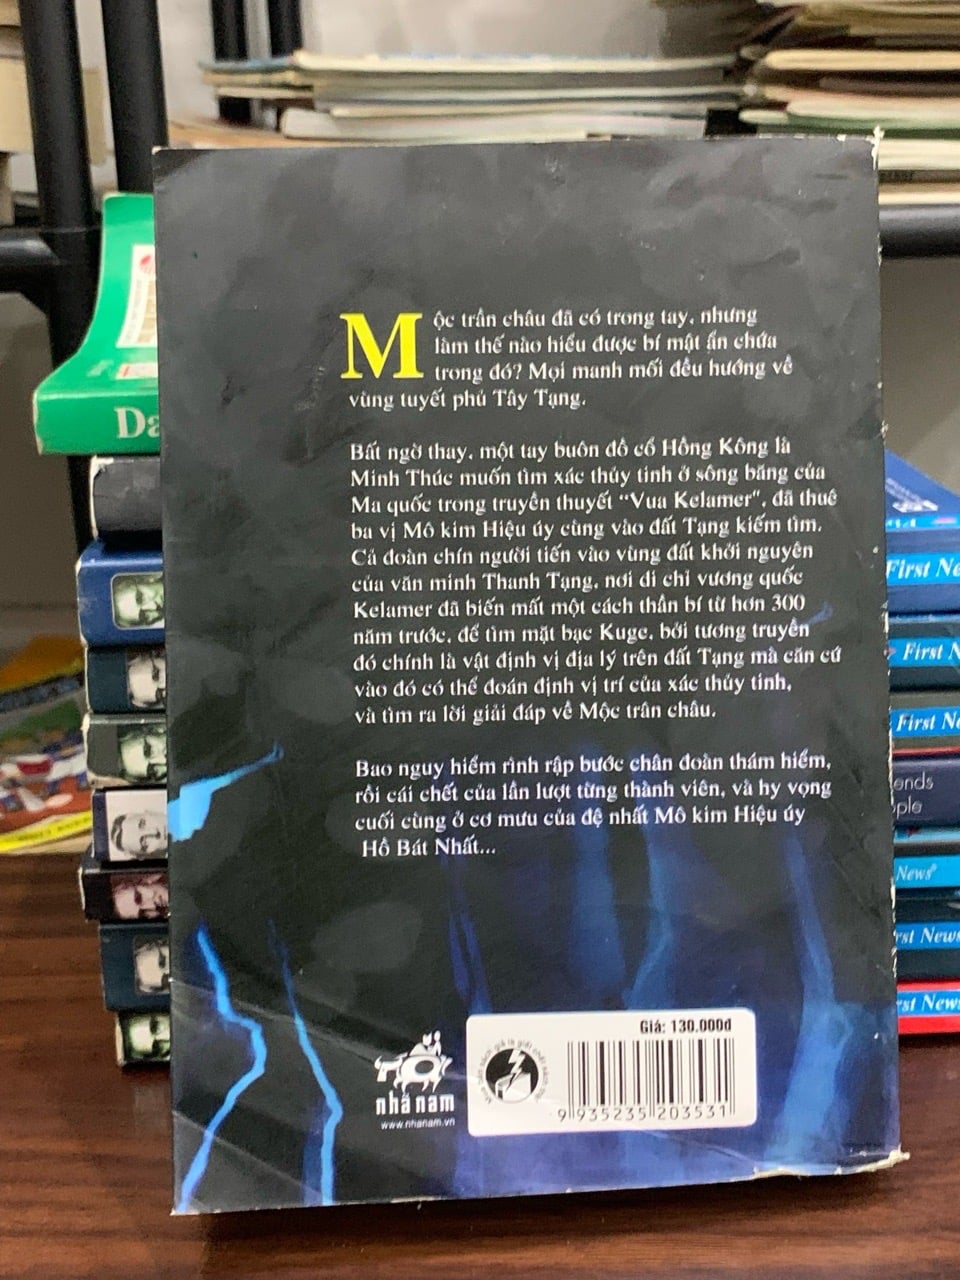 Mộc trần châu đã có trong tay, nhưng
làm thế nào hiểu được bí mật ẩn chứa
trong đó? Mọi manh mối đều hướng về
vùng tuyết phủ Tây Tạng.
Bất ngờ thay, một tay buôn đồ cổ Hồng Kông là
Minh Thúc muốn tìm xác thủy tinh ở sông băng của
Ma quốc trong truyền thuyết "Vua Kelamer", đã thuê
ba vị Mô kim Hiệu úy cùng vào đất Tạng kiếm tìm.
Cả đoàn chín người tiến vào vùng đất khởi nguyên
của văn minh Thanh Tạng, nơi di chỉ vương quốc
Kelamer đã biến mất một cách thần bí từ hơn 300
năm trước, để tìm mặt bạc Kuge, bởi tương truyền
đó chính là vật định vị địa lý trên đất Tạng mà căn cứ
vào đó có thể đoán định vị trí của xác thủy tinh,
và tìm ra lời giải đáp về Mộc trân châu.
Bao nguy hiểm rình rập bước chân đoàn thám hiểm,
rồi cái chết của lần lượt từng thành viên, và hy vọng
cuối cùng ở cơ mưu của đệ nhất Mô kim Hiệu úy
Hồ Bát Nhất...
nhã nam
www.nhanam.vn
Giá: 130.000đ
9 935235 203531
Da
First Ne
First N
First Ne
ends
ople
News
rst New
rst New